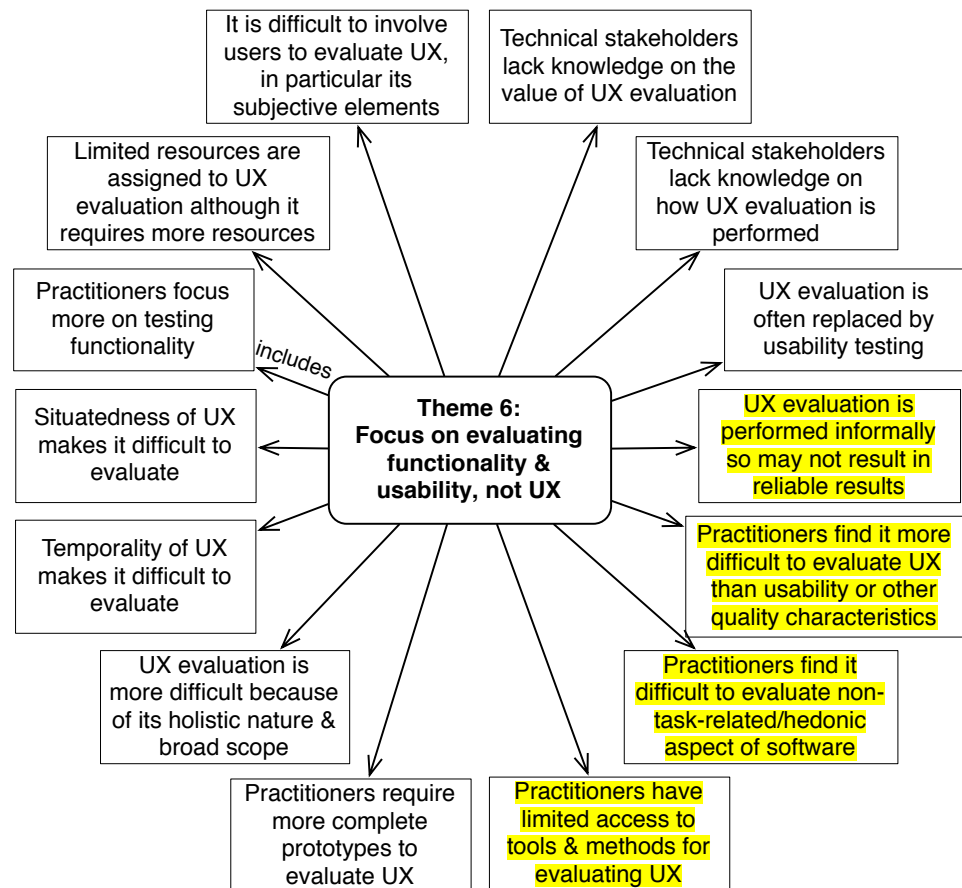 It is difficult to involve
users to evaluate UX,
in particular its
subjective elements
Technical stakeholders
lack knowledge on the
value of UX evaluation
Limited resources are
assigned to UX
evaluation although it
requires more resources
Technical stakeholders
lack knowledge on
how UX evaluation is
performed
Practitioners focus
more on testing
functionality
includes
UX evaluation is
often replaced by
usability testing
Theme 6:
Focus on evaluating
functionality &
usability, not UX
Situatedness of UX
makes it difficult to
evaluate
UX evaluation is
performed informally
so may not result in
reliable results
Temporality of UX
makes it difficult to
evaluate
Practitioners find it more
difficult to evaluate UX
than usability or other
quality characteristics
UX evaluation is
more difficult because
of its holistic nature &
broad scope
Practitioners find it
difficult to evaluate non-
task-related/hedonic
aspect of software
Practitioners require
more complete
prototypes to
evaluate UX
Practitioners have
limited access to
tools & methods for
evaluating UX